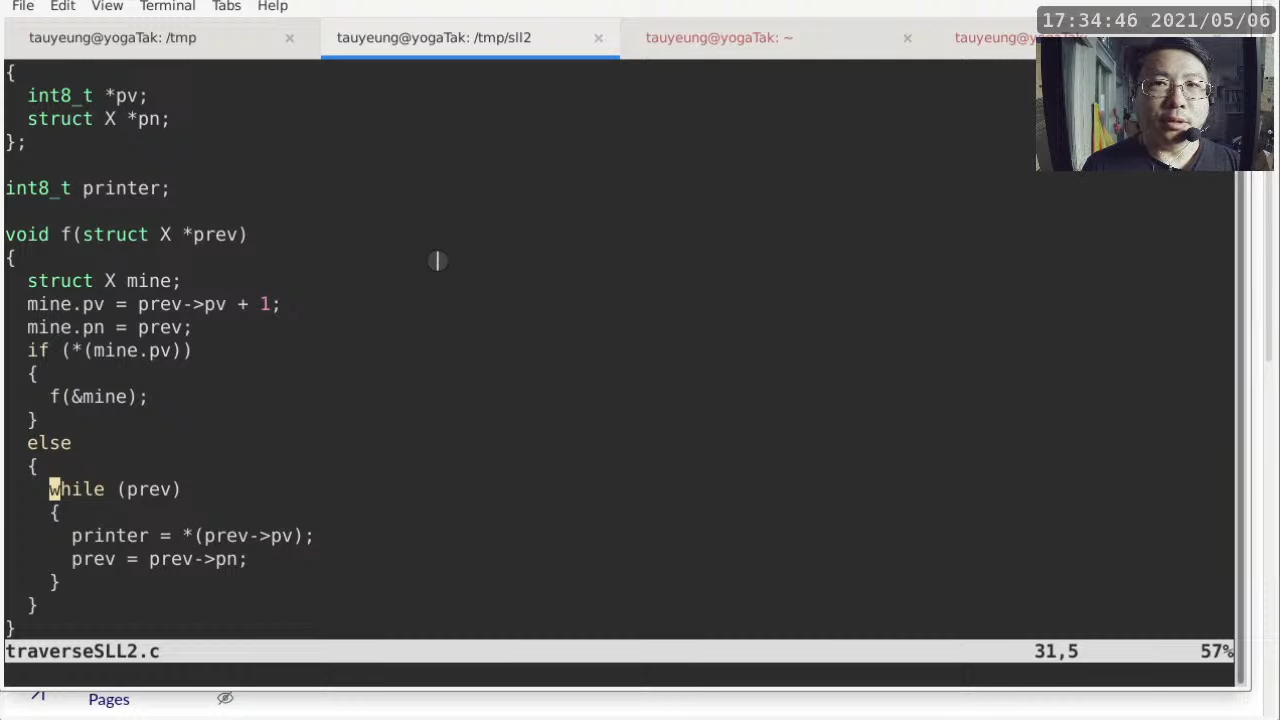 File Edit View Terminal Tabs Help
17:34:46 2021/05/06
tauyeung@yogaTak: /tmp × tauyeung@yogaTak: /tmp/sll2 × tauyeung@yogaTak: ~ × tauyeung@yogaTak:
{
  int8_t *pv;
  struct X *pn;
};
int8_t printer;
void f(struct X *prev)
{
  struct X mine;
  mine.pv = prev->pv + 1;
  mine.pn = prev;
  if (*(mine.pv))
  {
    f(&mine);
  }
  else
  {
    while (prev)
    {
      printer = *(prev->pv);
      prev = prev->pn;
    }
  }
}
traverseSLL2.c 31,5 57%
Pages